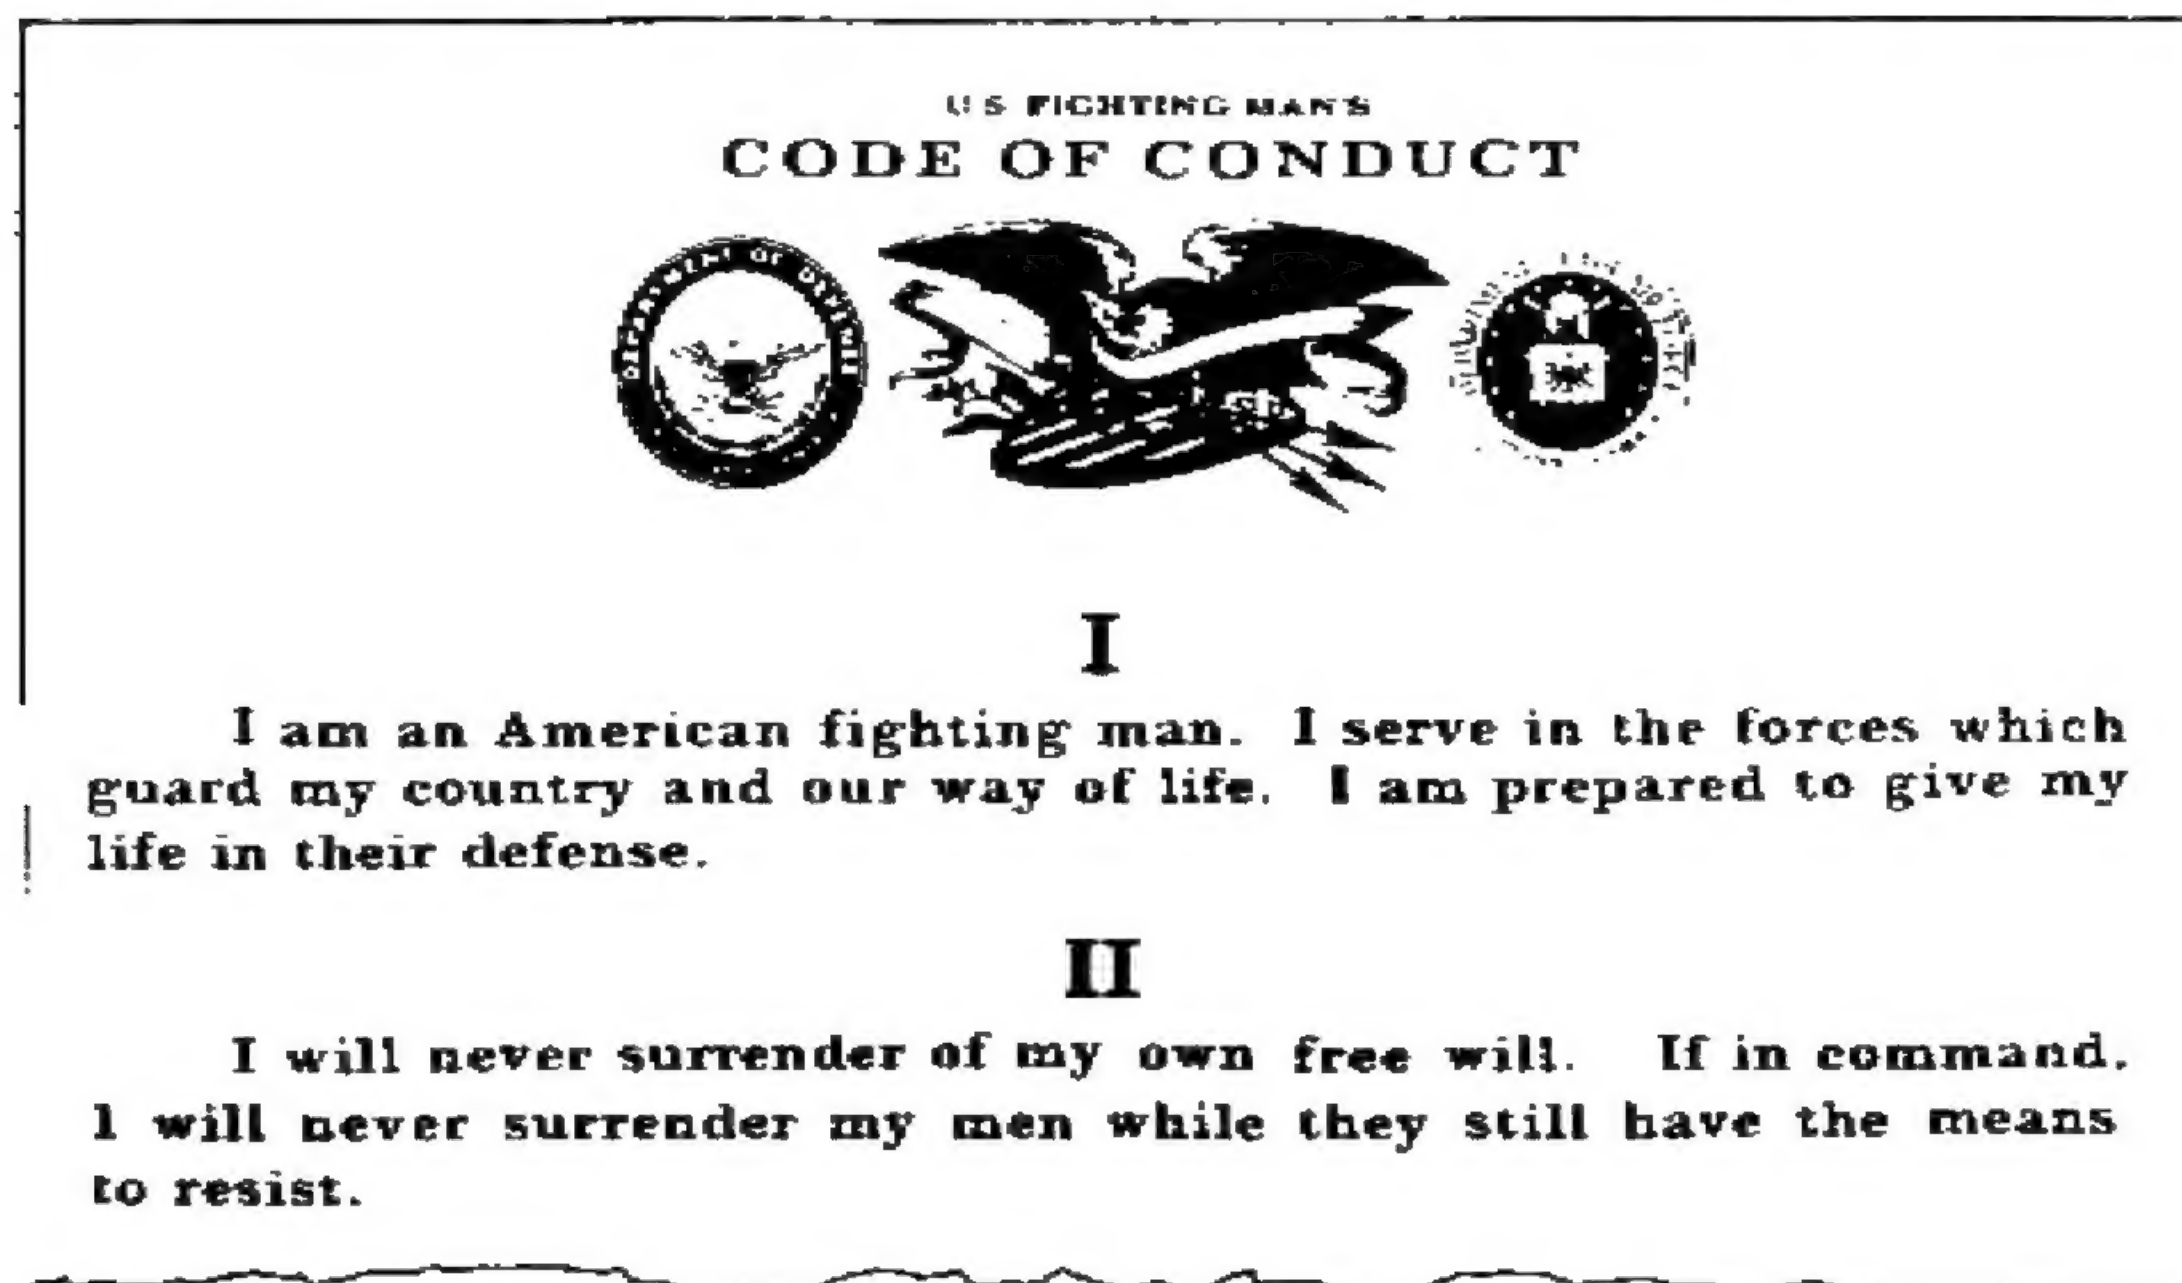 U S FIGHTING MAN'S
CODE OF CONDUCT
DEPARTMENT OF DEFENSE
I
I am an American fighting man. I serve in the forces which
guard my country and our way of life. I am prepared to give my
life in their defense.
II
I will never surrender of my own free will. If in command.
I will never surrender my men while they still have the means
to resist.